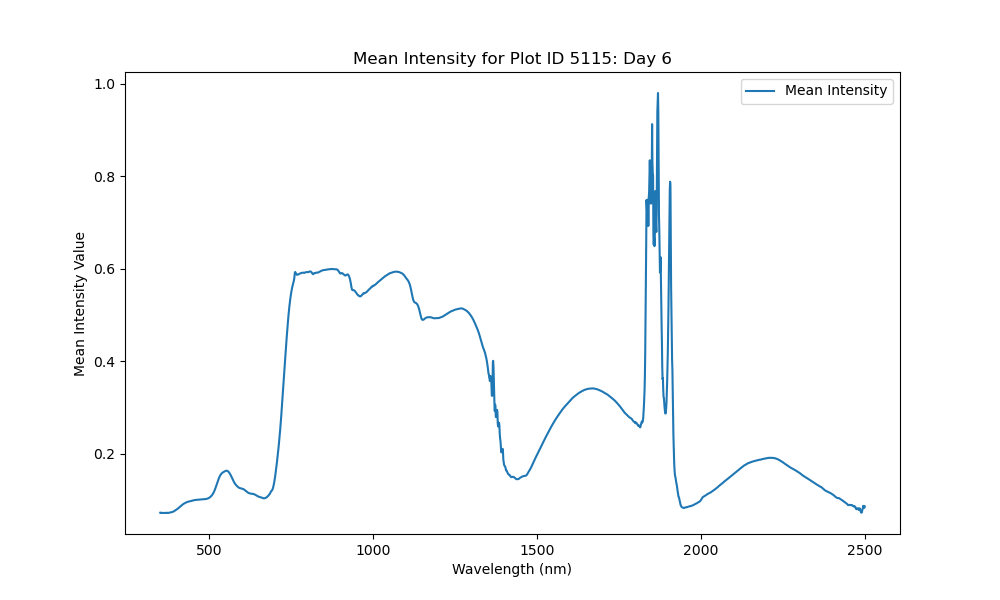 Mean Intensity for Plot ID 5115: Day 6
Mean Intensity
Mean Intensity Value
1.0
0.8
0.6
0.4
0.2
500
1000
1500
2000
2500
Wavelength (nm)